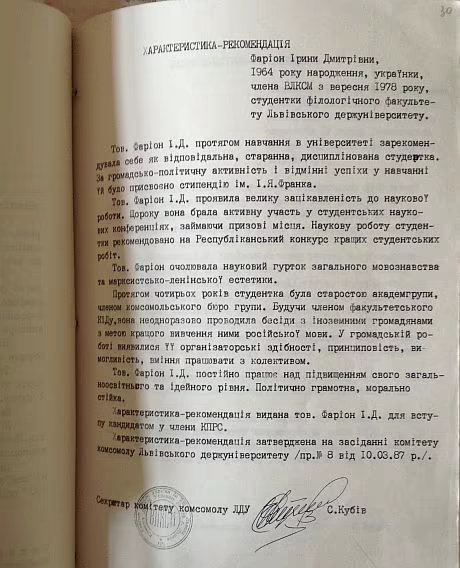 30
ХАРАКТЕРИСТИКА-РЕКОМЕНДАЦІЯ
Фаріон Ірини Дмитрівни,
1964 року народження, українки,
члена ВЛКСМ з вересня 1978 року,
студентки філологічного факульте-
ту Львівського держуніверситету.
Тов. Фаріон І.Д. протягом навчання в університеті зарекомен-
дувала себе як відповідальна, старанна, дисциплінована студентка.
За громадсько-політичну активність і відмінні успіхи у навчанні
їй було присвоєно стипендію ім. І.Я.Франка.
Тов. Фаріон І.Д. проявила велику зацікавленість до наукової
роботи. Щороку вона брала активну участь у студентських науко-
вих конференціях, займаючи призові місця. Наукову роботу студен-
тки рекомендовано на Республіканський конкурс кращих студентських
робіт.
Тов. Фаріон очолювала науковий гурток загального мовознавства
та марксистсько-ленінської естетики.
Протягом чотирьох років студентка була старостою академгрупи,
членом комсомольського бюро групи. Будучи членом факультетського
КІДу, вона неодноразово проводила бесіди з іноземними громадянами
з метою кращого вивчення ними російської мови. У громадській ро-
боті виявилися її організаторські здібності, принциповість, ви-
могливість, вміння працювати з колективом.
Тов. Фаріон І.Д. постійно працює над підвищенням свого загаль-
ноосвітнього та ідейного рівня. Політично грамотна, морально
стійка.
Характеристика-рекомендація видана тов. Фаріон І.Д. для всту-
пу кандидатом у члени КПРС.
Характеристика-рекомендація затверджена на засіданні комітету
комсомолу Львівського держуніверситету /пр.№ 8 від 10.03.87 р./.
Секретар комітету комсомолу ЛДУ С.Кубів
ВЛКСМ